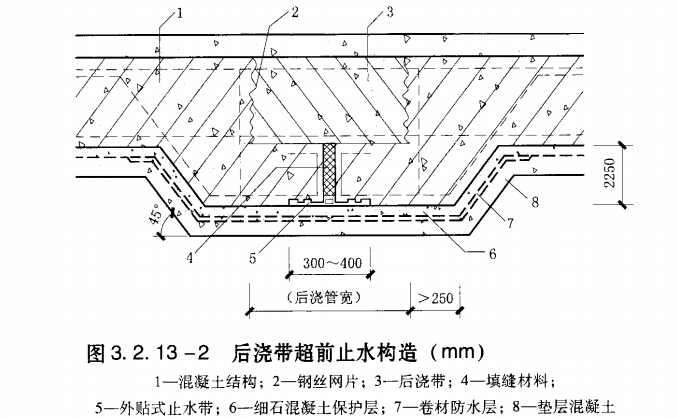 1 2 3
2250
45°
4 5 6 7 8
300～400
(后浇管宽) >250
图 3.2.13-2 后浇带超前止水构造 (mm)
1—混凝土结构；2—钢丝网片；3—后浇带；4—填缝材料；
5—外贴式止水带；6—细石混凝土保护层；7—卷材防水层；8—垫层混凝土